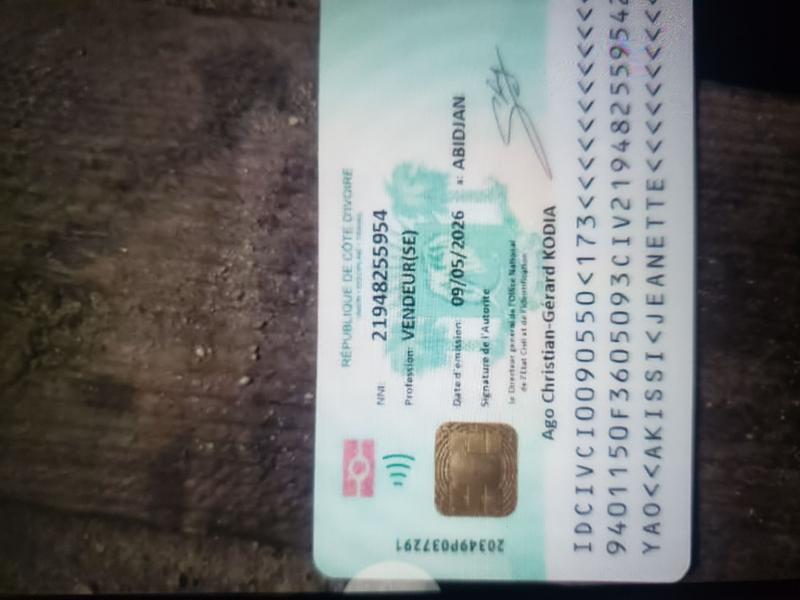 RÉPUBLIQUE DE CÔTE D'IVOIRE
NNI: 21948255954
Profession: VENDEUR(SE)
Date d'émission: 09/05/2026 à: ABIDJAN
Signature de l'Autorité
le Directeur général de l'Office National
de l'Etat Civil et de l'Identification
Ago Christian-Gérard KODIA
20349P037291
IDCIVCI0090550<173<<<<<<<<<<<
9401150F3605093CIV21948255954
YAO<<AKISSI<JEANETTE<<<<<<<<<